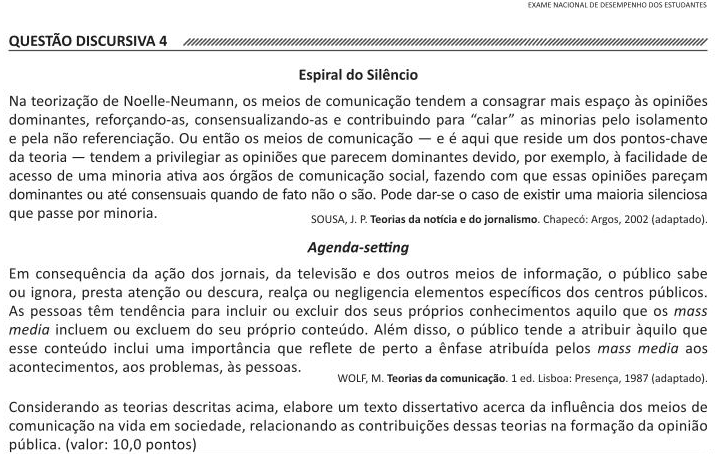 EXAME NACIONAL DE DESEMPENHO DOS ESTUDANTES
QUESTÃO DISCURSIVA 4
Espiral do Silêncio
Na teorização de Noelle-Neumann, os meios de comunicação tendem a consagrar mais espaço às opiniões
dominantes, reforçando-as, consensualizando-as e contribuindo para “calar” as minorias pelo isolamento
e pela não referenciação. Ou então os meios de comunicação — e é aqui que reside um dos pontos-chave
da teoria — tendem a privilegiar as opiniões que parecem dominantes devido, por exemplo, à facilidade de
acesso de uma minoria ativa aos órgãos de comunicação social, fazendo com que essas opiniões pareçam
dominantes ou até consensuais quando de fato não o são. Pode dar-se o caso de existir uma maioria silenciosa
que passe por minoria.
SOUSA, J. P. Teorias da notícia e do jornalismo. Chapecó: Argos, 2002 (adaptado).
Agenda-setting
Em consequência da ação dos jornais, da televisão e dos outros meios de informação, o público sabe
ou ignora, presta atenção ou descura, realça ou negligencia elementos específicos dos centros públicos.
As pessoas têm tendência para incluir ou excluir dos seus próprios conhecimentos aquilo que os mass
media incluem ou excluem do seu próprio conteúdo. Além disso, o público tende a atribuir àquilo que
esse conteúdo inclui uma importância que reflete de perto a ênfase atribuída pelos mass media aos
acontecimentos, aos problemas, às pessoas.
WOLF, M. Teorias da comunicação. 1 ed. Lisboa: Presença, 1987 (adaptado).
Considerando as teorias descritas acima, elabore um texto dissertativo acerca da influência dos meios de
comunicação na vida em sociedade, relacionando as contribuições dessas teorias na formação da opinião
pública. (valor: 10,0 pontos)